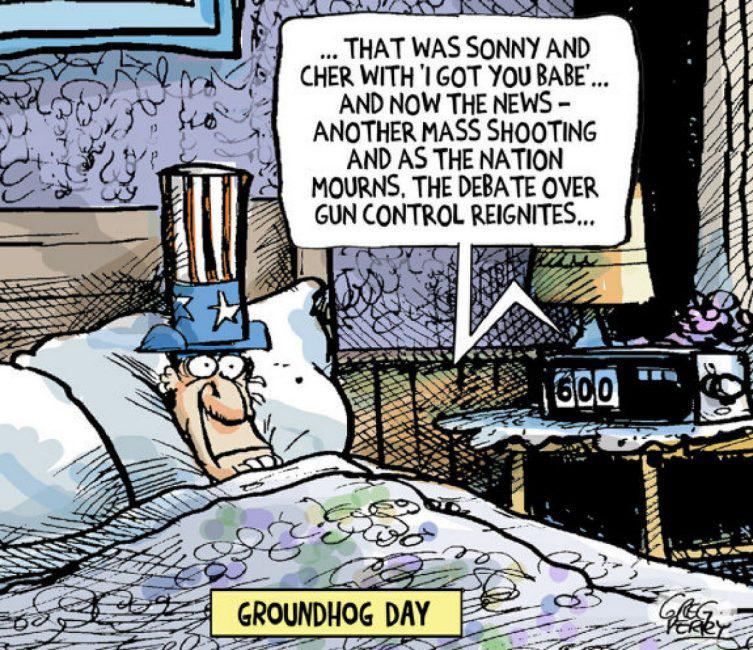 ... THAT WAS SONNY AND
CHER WITH 'I GOT YOU BABE'...
AND NOW THE NEWS –
ANOTHER MASS SHOOTING
AND AS THE NATION
MOURNS, THE DEBATE OVER
GUN CONTROL REIGNITES...
600
GROUNDHOG DAY
GREG
PERRY